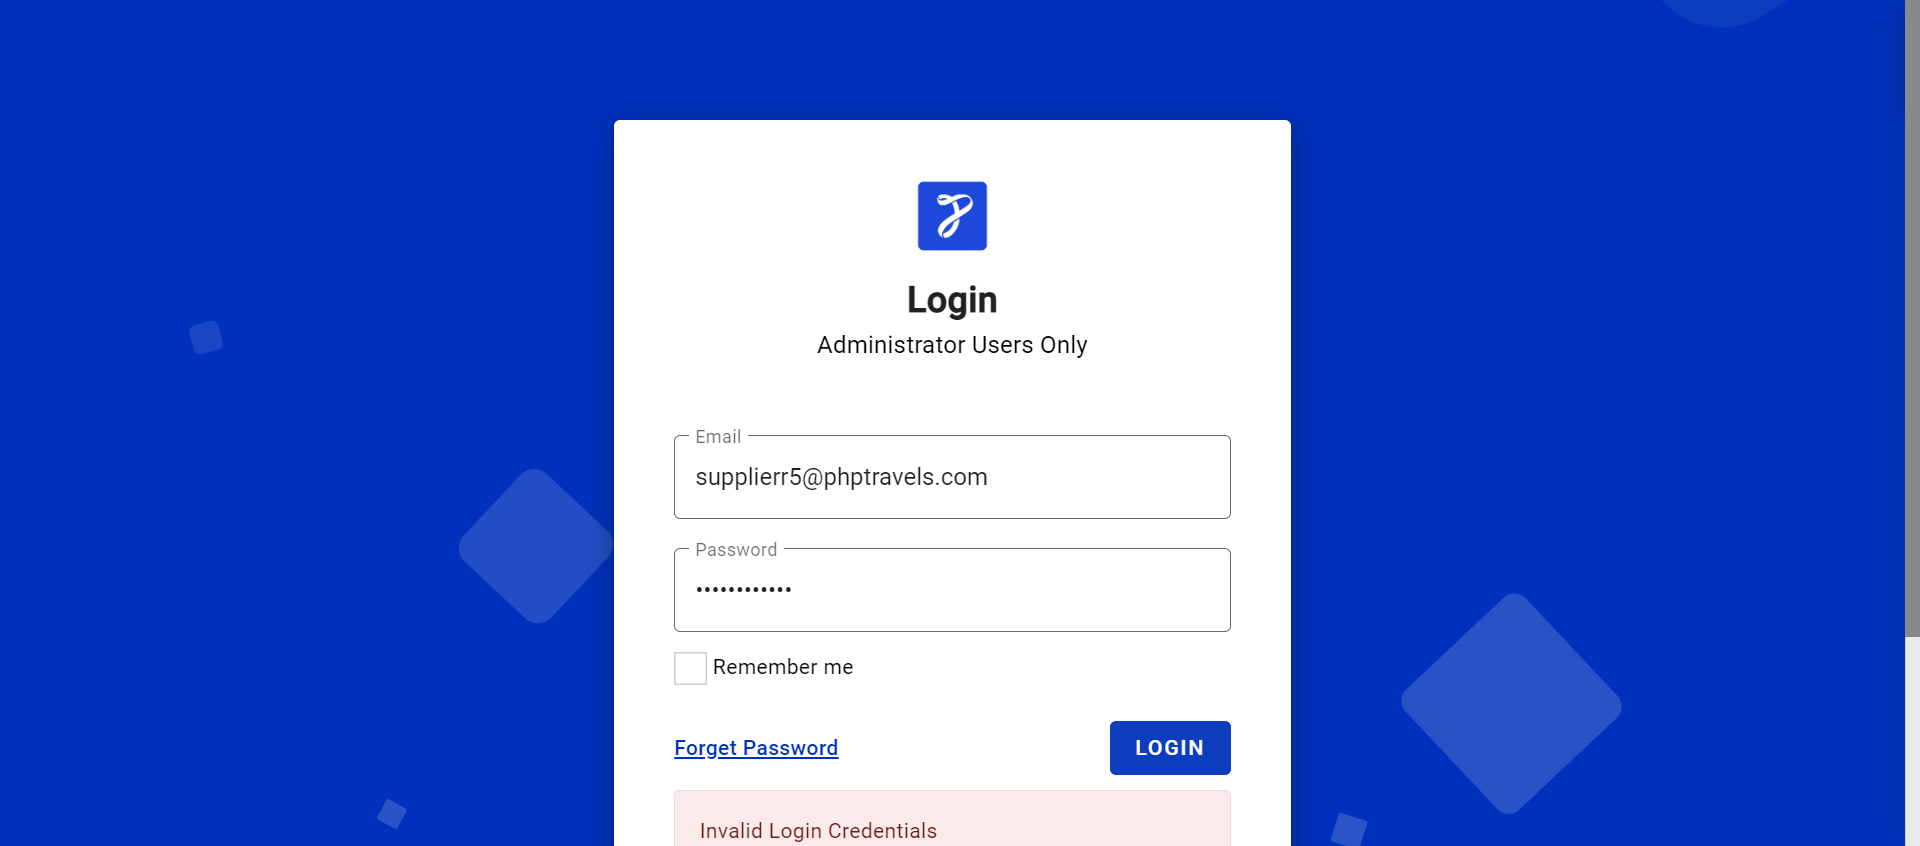 Login
Administrator Users Only
Email
supplierr5@phptravels.com
Password
••••••••••••
Remember me
Forget Password
LOGIN
Invalid Login Credentials